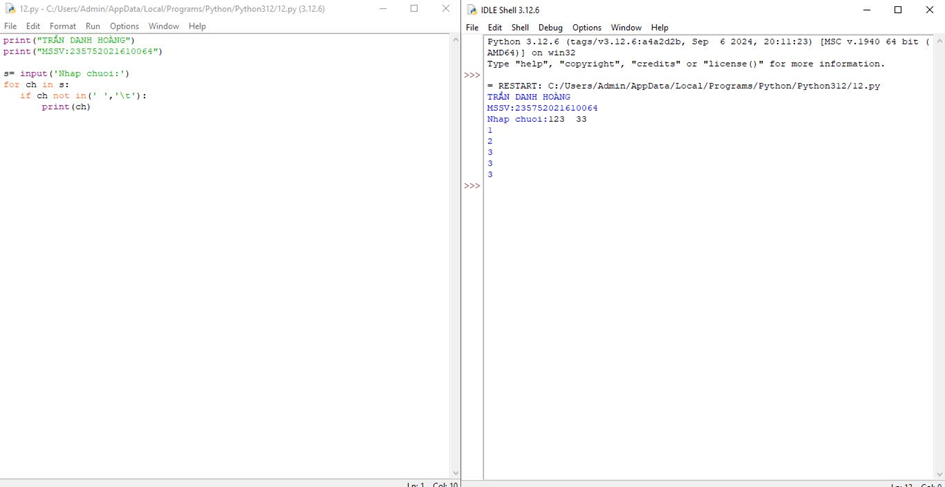 12.py - C:/Users/Admin/AppData/Local/Programs/Python/Python312/12.py (3.12.6)
File Edit Format Run Options Window Help
print("TRẦN DANH HOÀNG")
print("MSSV:235752021610064")
s= input('Nhap chuoi:')
for ch in s:
if ch not in(' ','\t'):
print(ch)
Ln: 1 Col: 10
IDLE Shell 3.12.6
File Edit Shell Debug Options Window Help
Python 3.12.6 (tags/v3.12.6:a4a2d2b, Sep 6 2024, 20:11:23) [MSC v.1940 64 bit (
AMD64)] on win32
Type "help", "copyright", "credits" or "license()" for more information.
>>>
= RESTART: C:/Users/Admin/AppData/Local/Programs/Python/Python312/12.py
TRẦN DANH HOÀNG
MSSV:235752021610064
Nhap chuoi:123  33
1
2
3
3
3
>>>